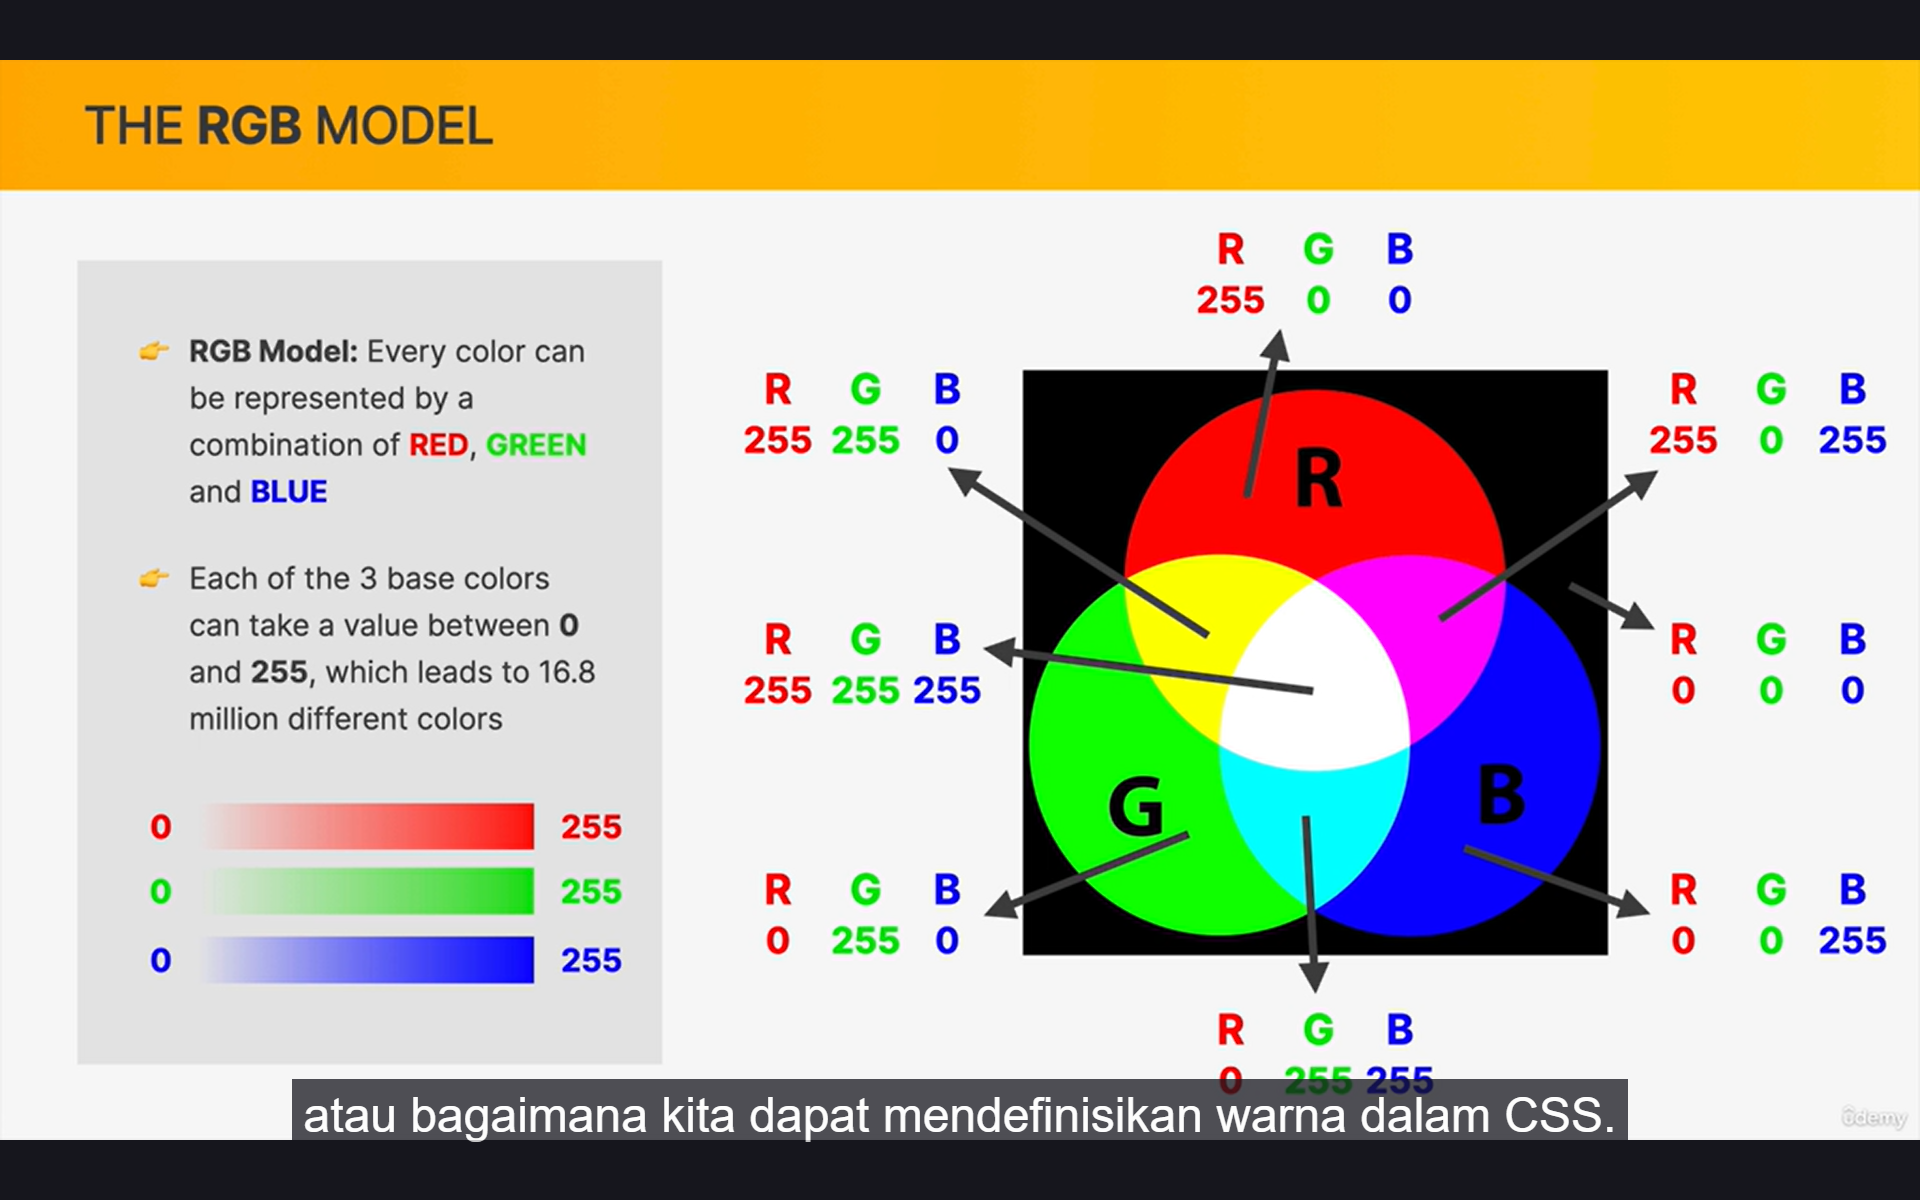 THE RGB MODEL
👉 RGB Model: Every color can
be represented by a
combination of RED, GREEN
and BLUE
👉 Each of the 3 base colors
can take a value between 0
and 255, which leads to 16.8
million different colors
0 255
0 255
0 255
R G B
255 0 0
R G B
255 255 0
R G B
255 0 255
R G B
255 255 255
R G B
0 0 0
R G B
0 255 0
R G B
0 0 255
R G B
0 255 255
R
G
B
atau bagaimana kita dapat mendefinisikan warna dalam CSS.
ûdemy